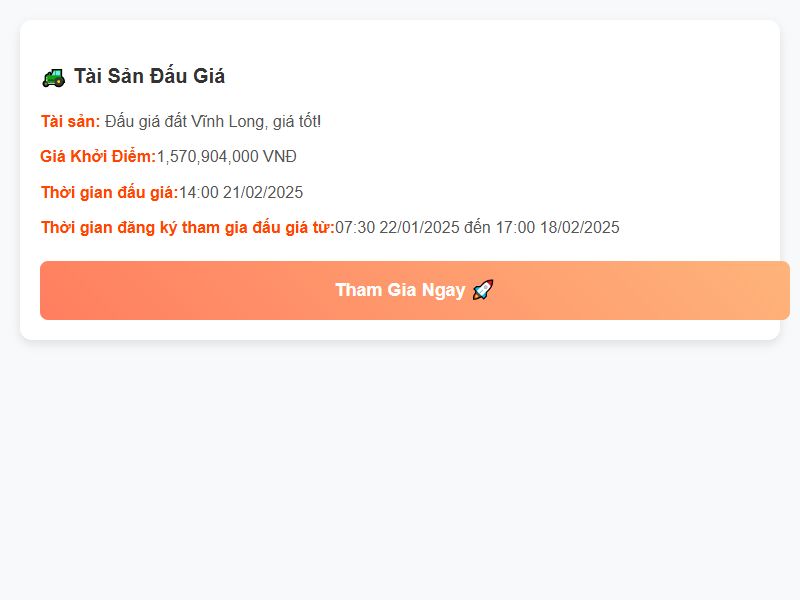 Tài Sản Đấu Giá
Tài sản: Đấu giá đất Vĩnh Long, giá tốt!
Giá Khởi Điểm:1,570,904,000 VNĐ
Thời gian đấu giá:14:00 21/02/2025
Thời gian đăng ký tham gia đấu giá từ:07:30 22/01/2025 đến 17:00 18/02/2025
Tham Gia Ngay